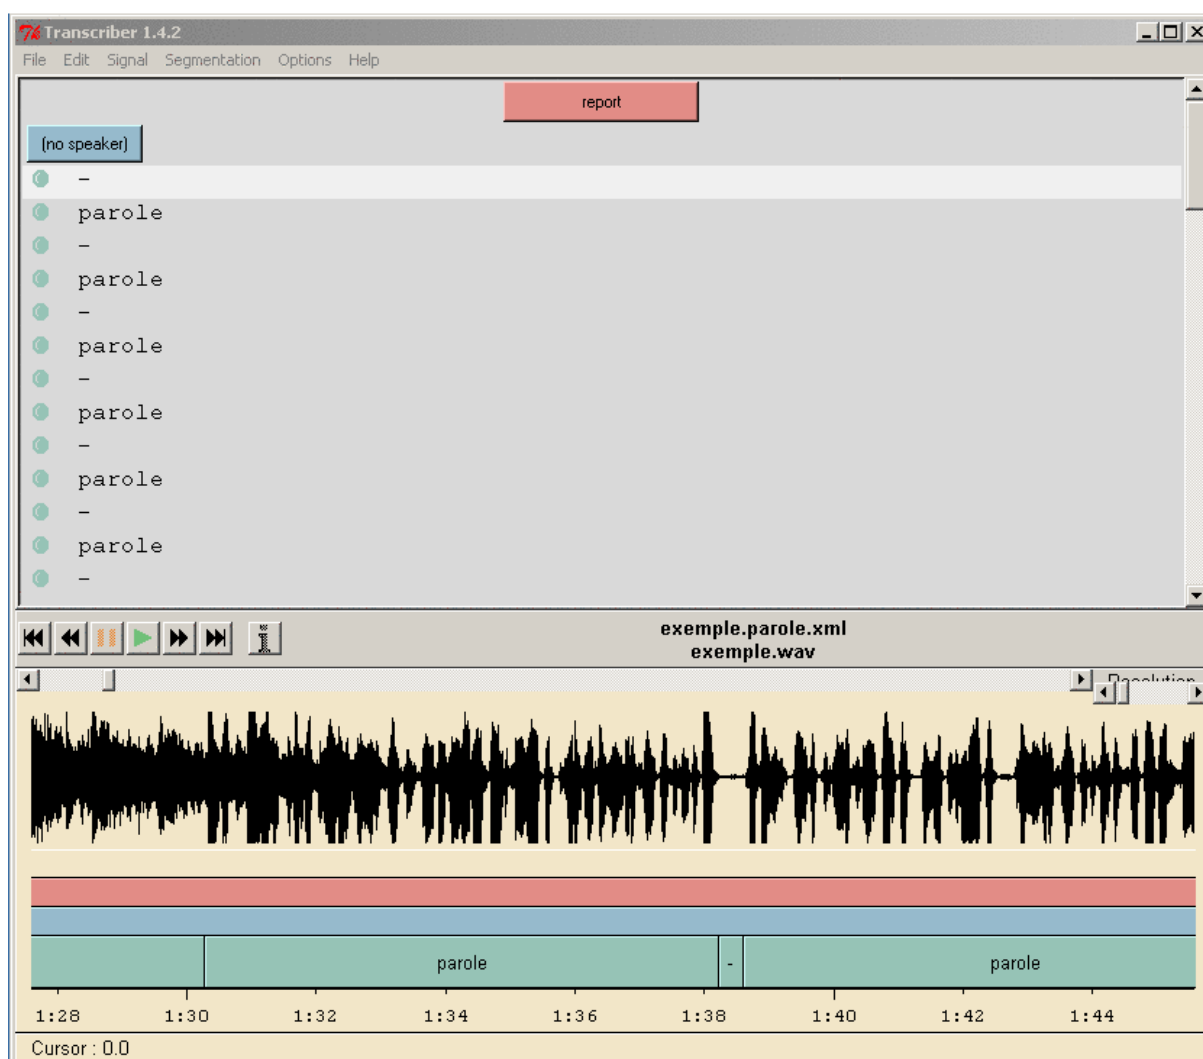 Transcriber 1.4.2
File Edit Signal Segmentation Options Help
report
(no speaker)
-
parole
-
parole
-
parole
-
parole
-
parole
-
parole
-
exemple.parole.xml
exemple.wav
Resolution
parole - parole
1:28 1:30 1:32 1:34 1:36 1:38 1:40 1:42 1:44
Cursor : 0.0